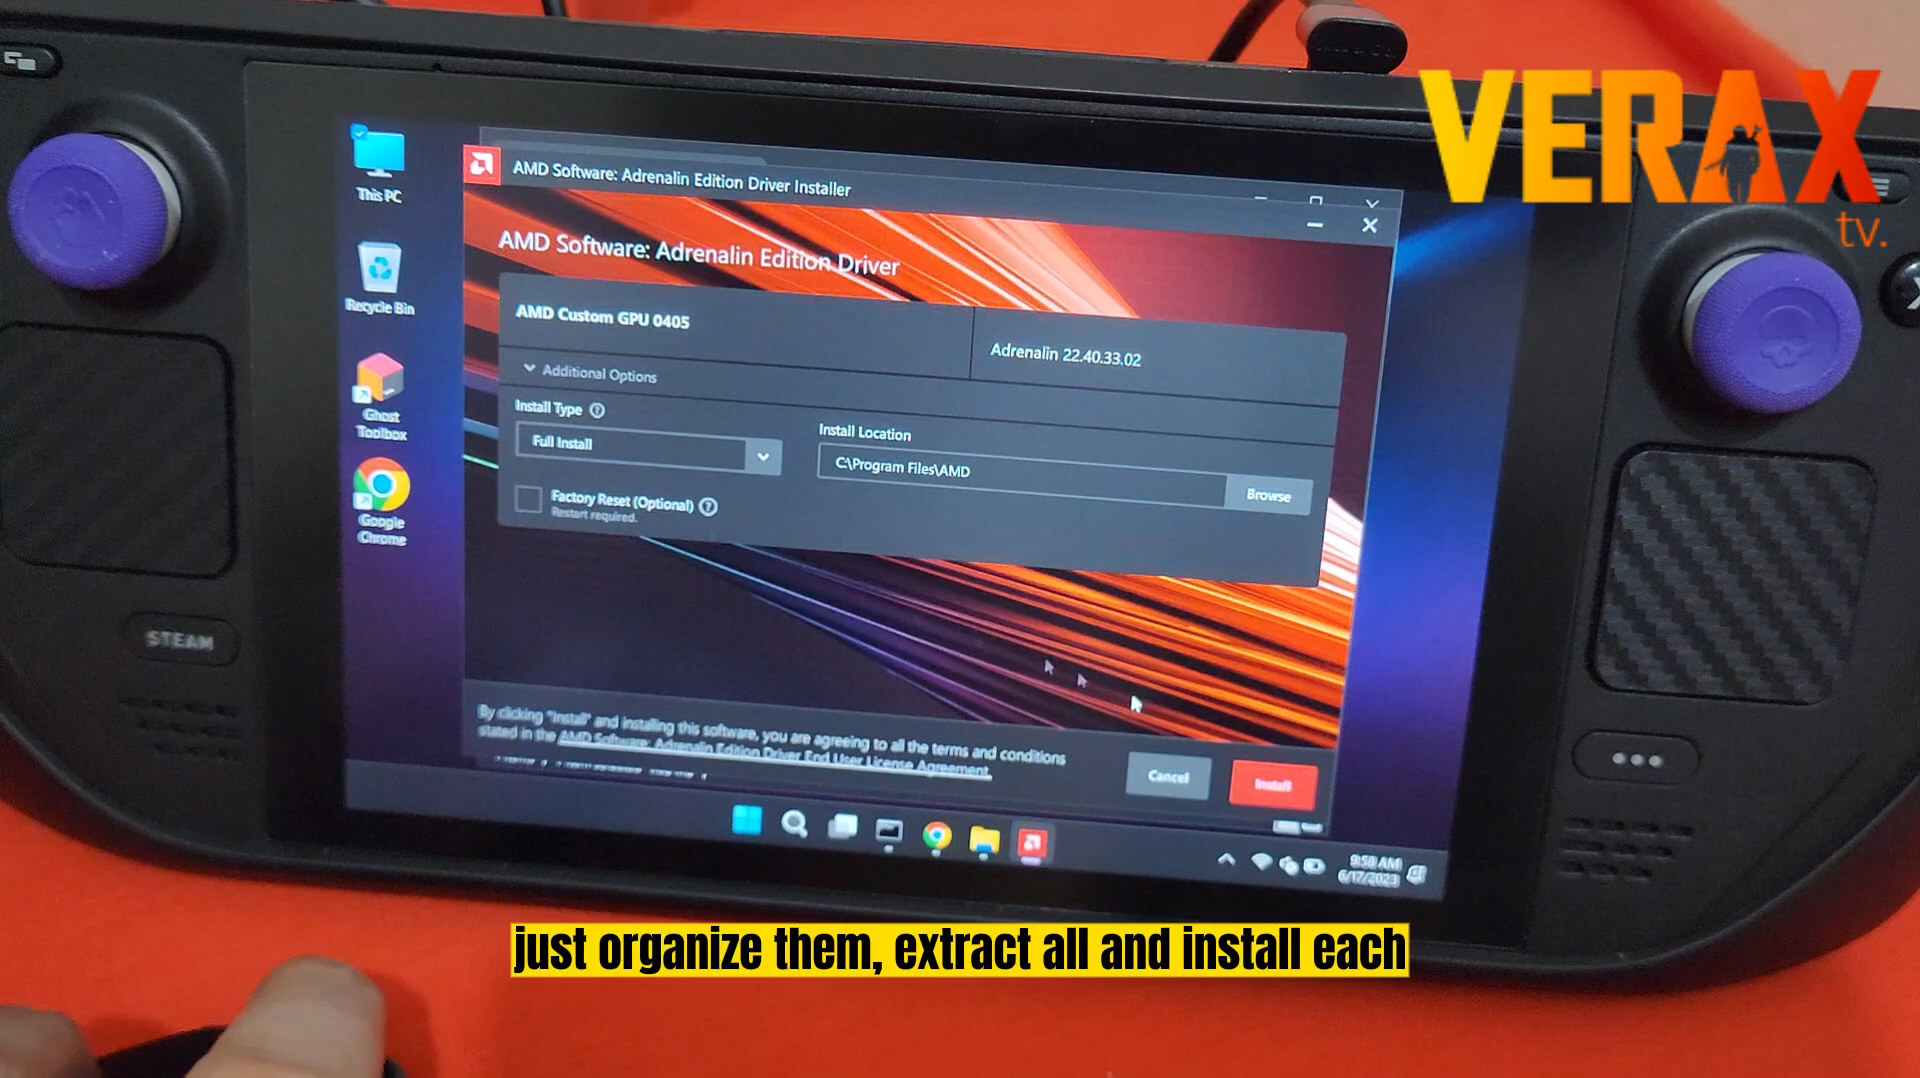 VERAX
tv.
This PC
Recycle Bin
Ghost
Toolbox
Google
Chrome
AMD Software: Adrenalin Edition Driver Installer
AMD Software: Adrenalin Edition Driver
AMD Custom GPU 0405
Adrenalin 22.40.33.02
Additional Options
Install Type
Full Install
Install Location
C:\Program Files\AMD
Browse
Factory Reset (Optional)
Restart required.
By clicking "Install" and installing this software, you are agreeing to all the terms and conditions
stated in the AMD Software: Adrenalin Edition Driver End User License Agreement.
Cancel
Install
9:58 AM
6/17/2023
STEAM
just organize them, extract all and install each